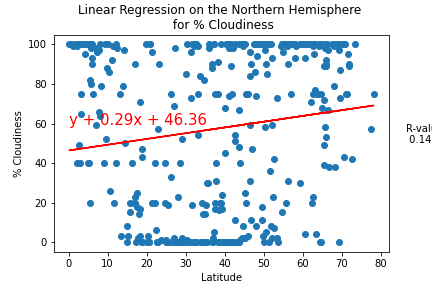 Linear Regression on the Northern Hemisphere
for % Cloudiness
100
80
60
40
20
0
% Cloudiness
y + 0.29x + 46.36
R-valu
0.14
0 10 20 30 40 50 60 70 80
Latitude